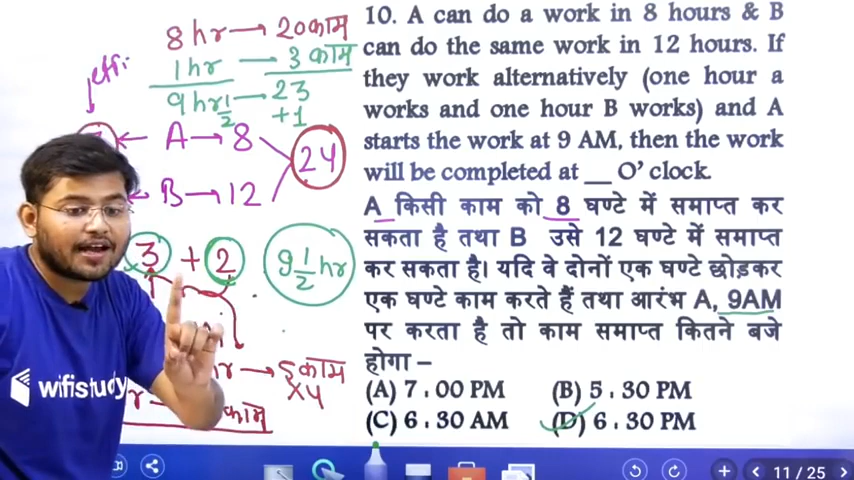 8 hr → 20 काम
1 hr → 3 काम
9 hr 1/2 → 23
+1
effi
A → 8
24
B → 12
3 + 2
9 1/2 hr
→ 5 काम
×4
काम
wifistudy
10. A can do a work in 8 hours & B
can do the same work in 12 hours. If
they work alternatively (one hour a
works and one hour B works) and A
starts the work at 9 AM, then the work
will be completed at __ O’ clock.
A किसी काम को 8 घण्टे में समाप्त कर
सकता है तथा B उसे 12 घण्टे में समाप्त
कर सकता है। यदि वे दोनों एक घण्टे छोड़कर
एक घण्टे काम करते हैं तथा आरंभ A, 9AM
पर करता है तो काम समाप्त कितने बजे
होगा –
(A) 7 . 00 PM (B) 5 . 30 PM
(C) 6 . 30 AM (D) 6 . 30 PM
11 / 25